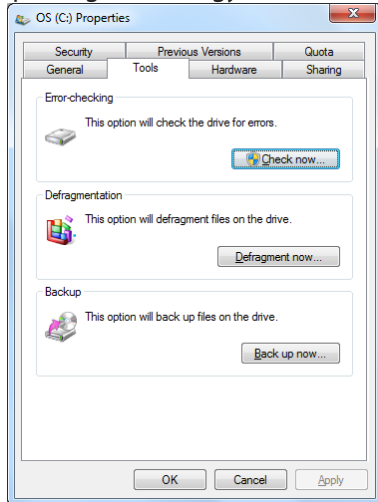 OS (C:) Properties
Security Previous Versions Quota
General Tools Hardware Sharing
Error-checking
This option will check the drive for errors.
Check now...
Defragmentation
This option will defragment files on the drive.
Defragment now...
Backup
This option will back up files on the drive.
Back up now...
OK Cancel Apply